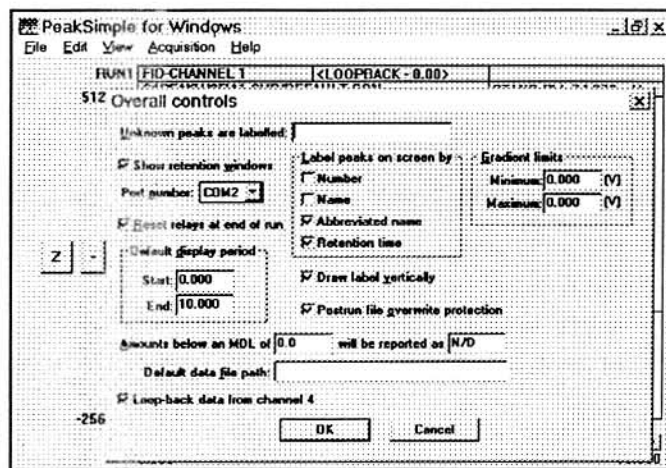 PeakSimple for Windows
File Edit View Acquisition Help
RUN1 FID-CHANNEL 1 <LOOPBACK - 0.00>
512
Overall controls
Unknown peaks are labelled:
Show retention windows
Label peaks on screen by
Gradient limits
Number
Minimum: 0.000 (V)
Port number: COM2
Name
Maximum: 0.000 (V)
Reset relays at end of run
Abbreviated name
Retention time
Z -
Default display period
Start: 0.000
Draw label vertically
End: 10.000
Postrun file overwrite protection
Amounts below an MDL of 0.0 will be reported as N/D
Default data file path:
Loop-back data from channel 4
-256
OK Cancel